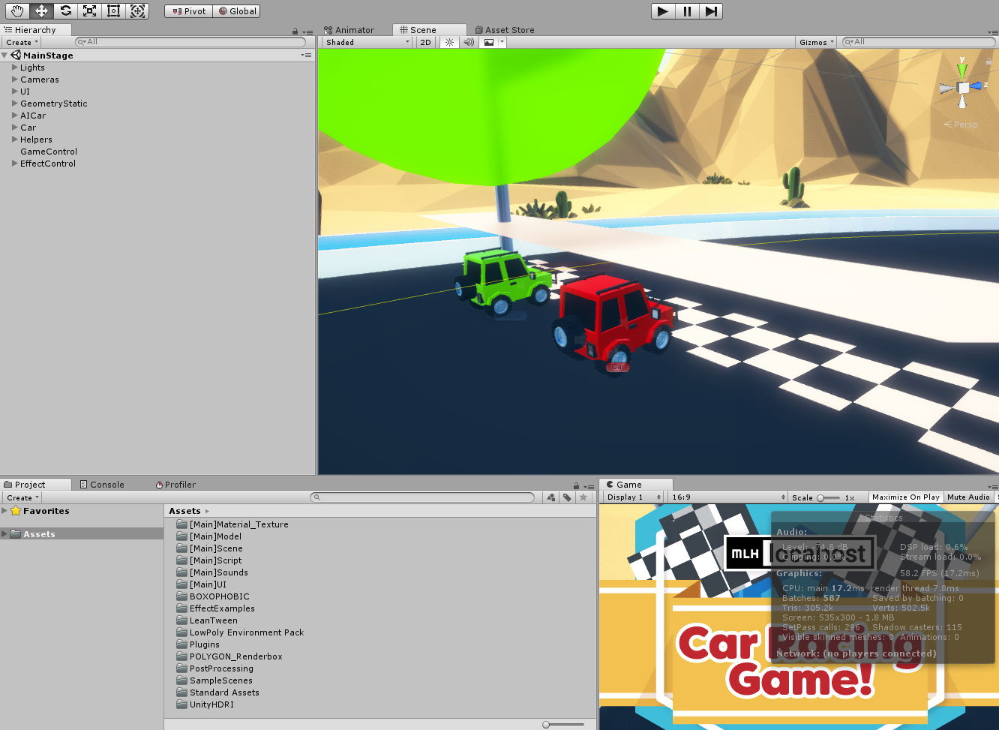 Pivot Global
Hierarchy
Create All
MainStage
Lights
Cameras
UI
GeometryStatic
AICar
Car
Helpers
GameControl
EffectControl
Animator Scene Asset Store
Shaded 2D Gizmos All
y
z
Persp
Car
Project Console Profiler
Create
Favorites
Assets
Assets
[Main]Material_Texture
[Main]Model
[Main]Scene
[Main]Script
[Main]Sounds
[Main]UI
BOXOPHOBIC
EffectExamples
LeanTween
LowPoly Environment Pack
Plugins
POLYGON_Renderbox
PostProcessing
SampleScenes
Standard Assets
UnityHDRI
Game
Display 1 16:9 Scale 1x Maximize On Play Mute Audio
Statistics
Audio:
Level: -74.8 dB DSP load: 0.6%
Clipping: 0.0% Stream load: 0.0%
Graphics: 58.2 FPS (17.2ms)
CPU: main 17.2ms render thread 7.8ms
Batches: 587 Saved by batching: 0
Tris: 305.2k Verts: 502.5k
Screen: 535x300 - 1.8 MB
SetPass calls: 296 Shadow casters: 115
Visible skinned meshes: 0 Animations: 0
Network: (no players connected)
MLH localhost
Car Racing
Game!